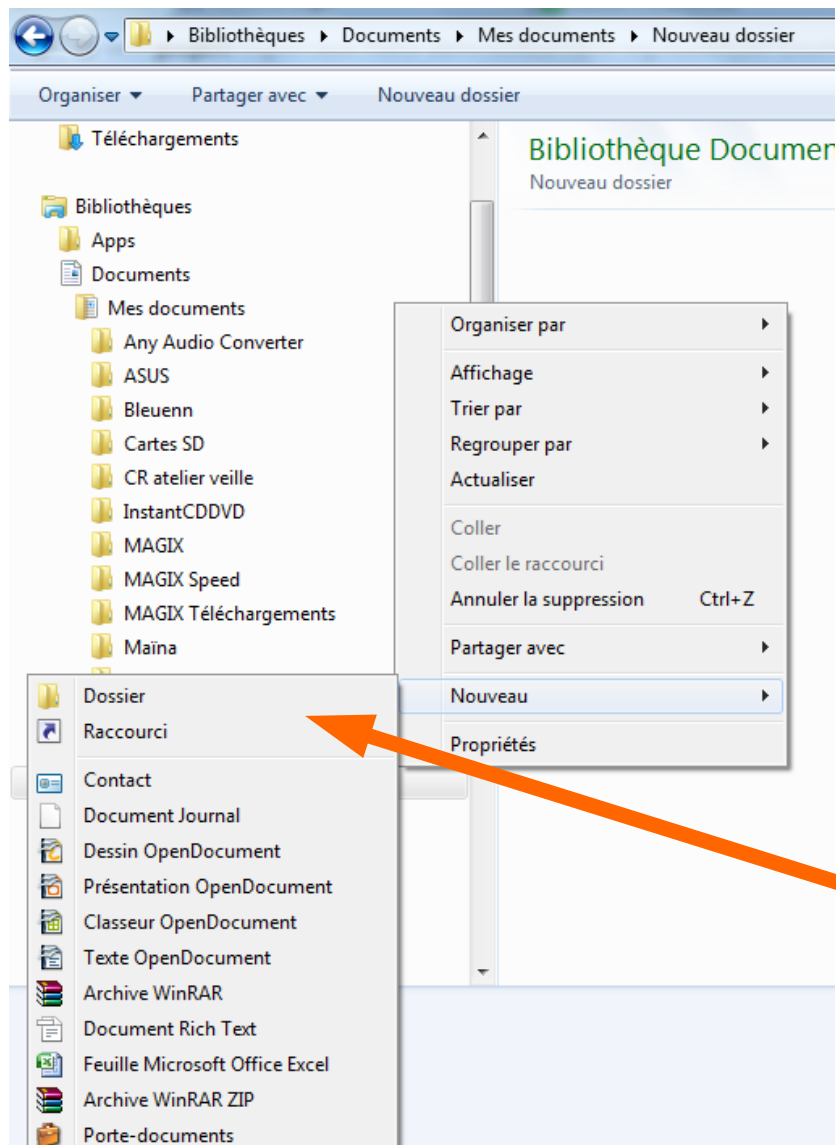 Bibliothèques Documents Mes documents Nouveau dossier
Organiser Partager avec Nouveau dossier
Téléchargements
Bibliothèques
Apps
Documents
Mes documents
Any Audio Converter
ASUS
Bleuenn
Cartes SD
CR atelier veille
InstantCDDVD
MAGIX
MAGIX Speed
MAGIX Téléchargements
Maïna
Bibliothèque Documen
Nouveau dossier
Organiser par
Affichage
Trier par
Regrouper par
Actualiser
Coller
Coller le raccourci
Annuler la suppression Ctrl+Z
Partager avec
Nouveau
Propriétés
Dossier
Raccourci
Contact
Document Journal
Dessin OpenDocument
Présentation OpenDocument
Classeur OpenDocument
Texte OpenDocument
Archive WinRAR
Document Rich Text
Feuille Microsoft Office Excel
Archive WinRAR ZIP
Porte-documents